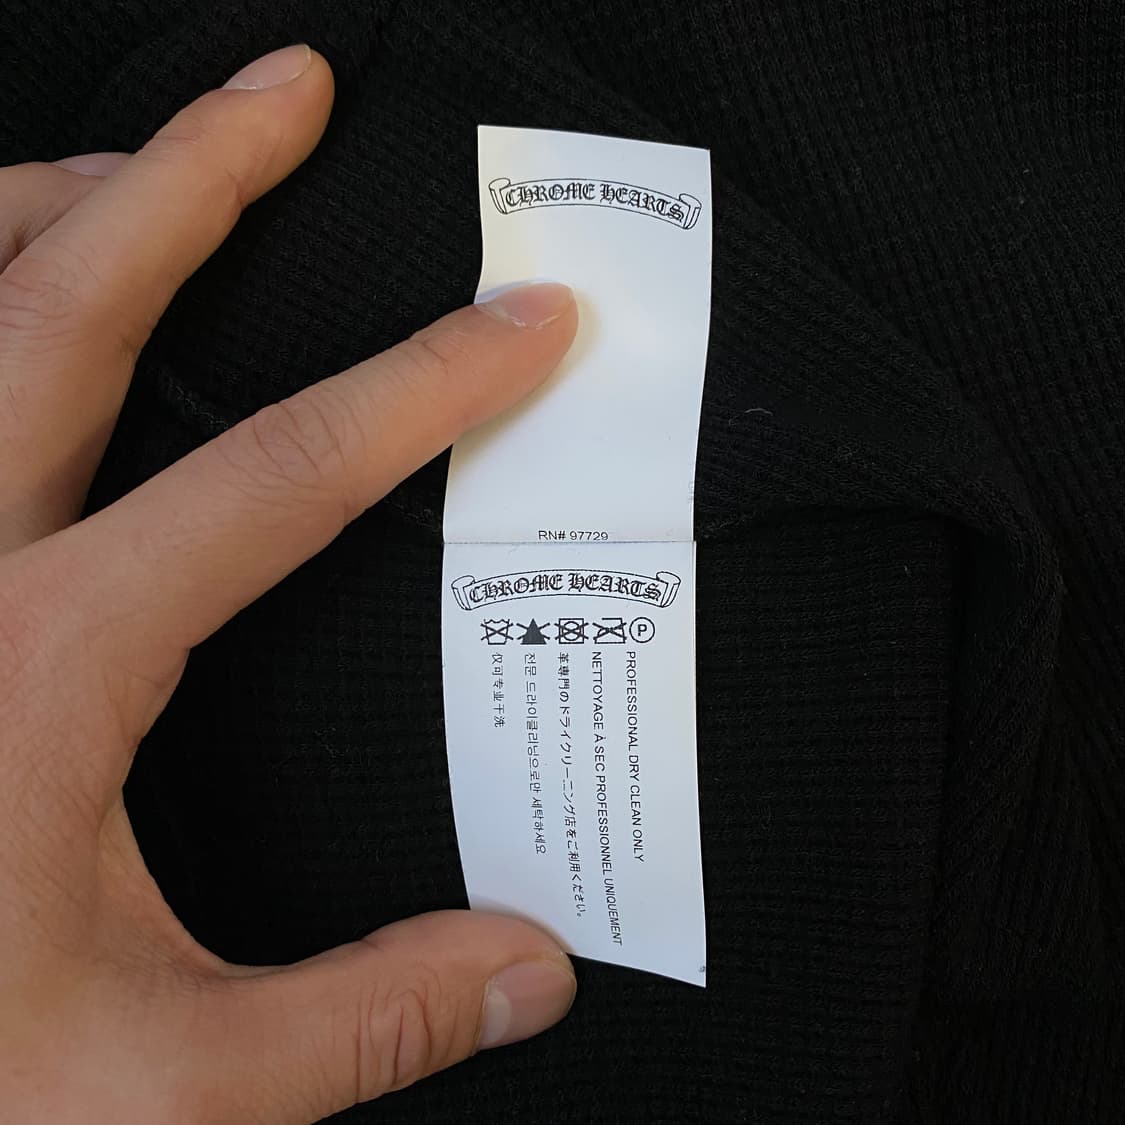 CHROME HEARTS
RN# 97729
CHROME HEARTS
P
PROFESSIONAL DRY CLEAN ONLY
NETTOYAGE À SEC PROFESSIONNEL UNIQUEMENT
革専門のドライクリーニング店をご利用ください。
전문 드라이클리닝으로만 세탁하세요
仅可专业干洗